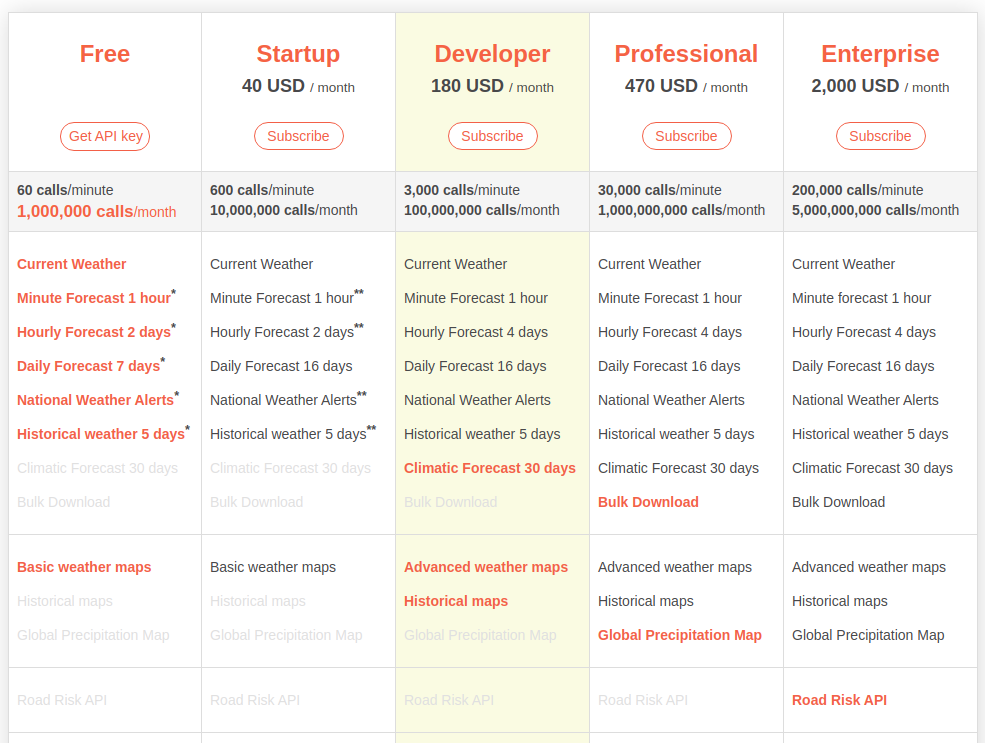 Free
Startup
Developer
Professional
Enterprise
40 USD / month
180 USD / month
470 USD / month
2,000 USD / month
Get API key
Subscribe
Subscribe
Subscribe
Subscribe
60 calls/minute
1,000,000 calls/month
600 calls/minute
10,000,000 calls/month
3,000 calls/minute
100,000,000 calls/month
30,000 calls/minute
1,000,000,000 calls/month
200,000 calls/minute
5,000,000,000 calls/month
Current Weather
Minute Forecast 1 hour*
Hourly Forecast 2 days*
Daily Forecast 7 days*
National Weather Alerts*
Historical weather 5 days*
Climatic Forecast 30 days
Bulk Download
Current Weather
Minute Forecast 1 hour**
Hourly Forecast 2 days**
Daily Forecast 16 days
National Weather Alerts**
Historical weather 5 days**
Climatic Forecast 30 days
Bulk Download
Current Weather
Minute Forecast 1 hour
Hourly Forecast 4 days
Daily Forecast 16 days
National Weather Alerts
Historical weather 5 days
Climatic Forecast 30 days
Bulk Download
Current Weather
Minute Forecast 1 hour
Hourly Forecast 4 days
Daily Forecast 16 days
National Weather Alerts
Historical weather 5 days
Climatic Forecast 30 days
Bulk Download
Current Weather
Minute forecast 1 hour
Hourly Forecast 4 days
Daily Forecast 16 days
National Weather Alerts
Historical weather 5 days
Climatic Forecast 30 days
Bulk Download
Basic weather maps
Historical maps
Global Precipitation Map
Basic weather maps
Historical maps
Global Precipitation Map
Advanced weather maps
Historical maps
Global Precipitation Map
Advanced weather maps
Historical maps
Global Precipitation Map
Advanced weather maps
Historical maps
Global Precipitation Map
Road Risk API
Road Risk API
Road Risk API
Road Risk API
Road Risk API